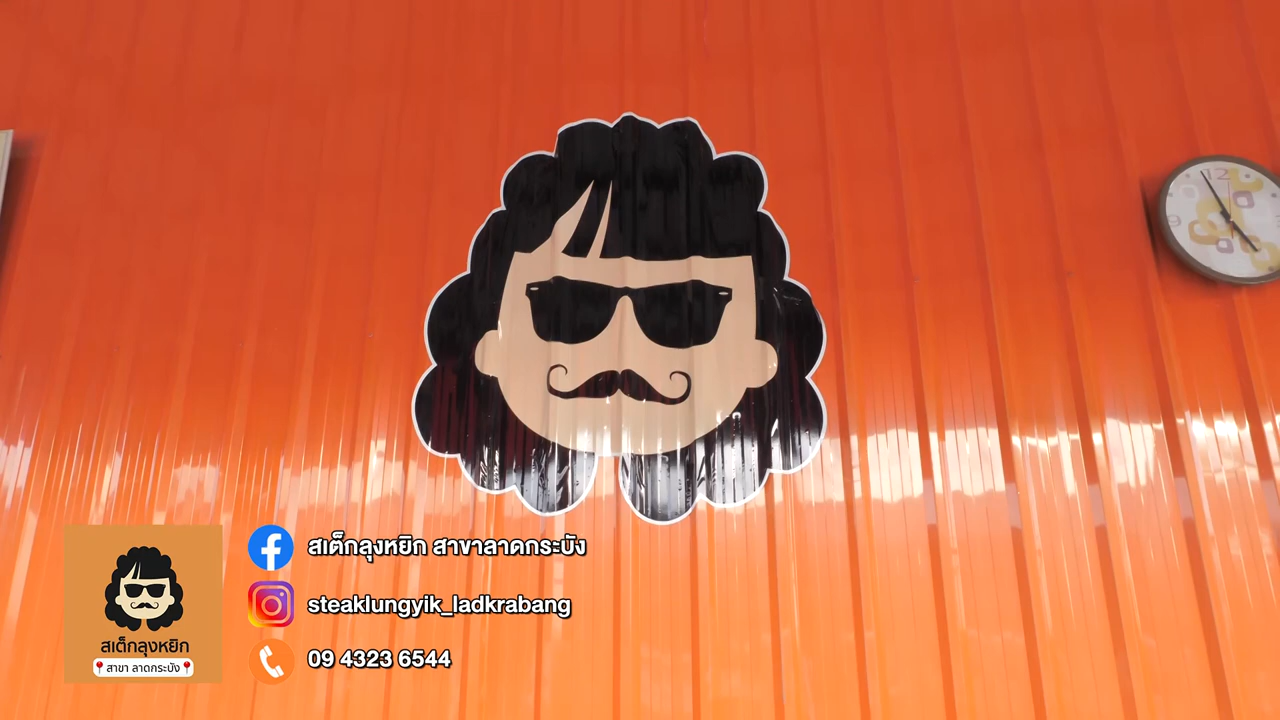 12
9
สเต็กลุงหยิก สาขาลาดกระบัง
steaklungyik_ladkrabang
09 4323 6544
สเต็กลุงหยิก
สาขา ลาดกระบัง